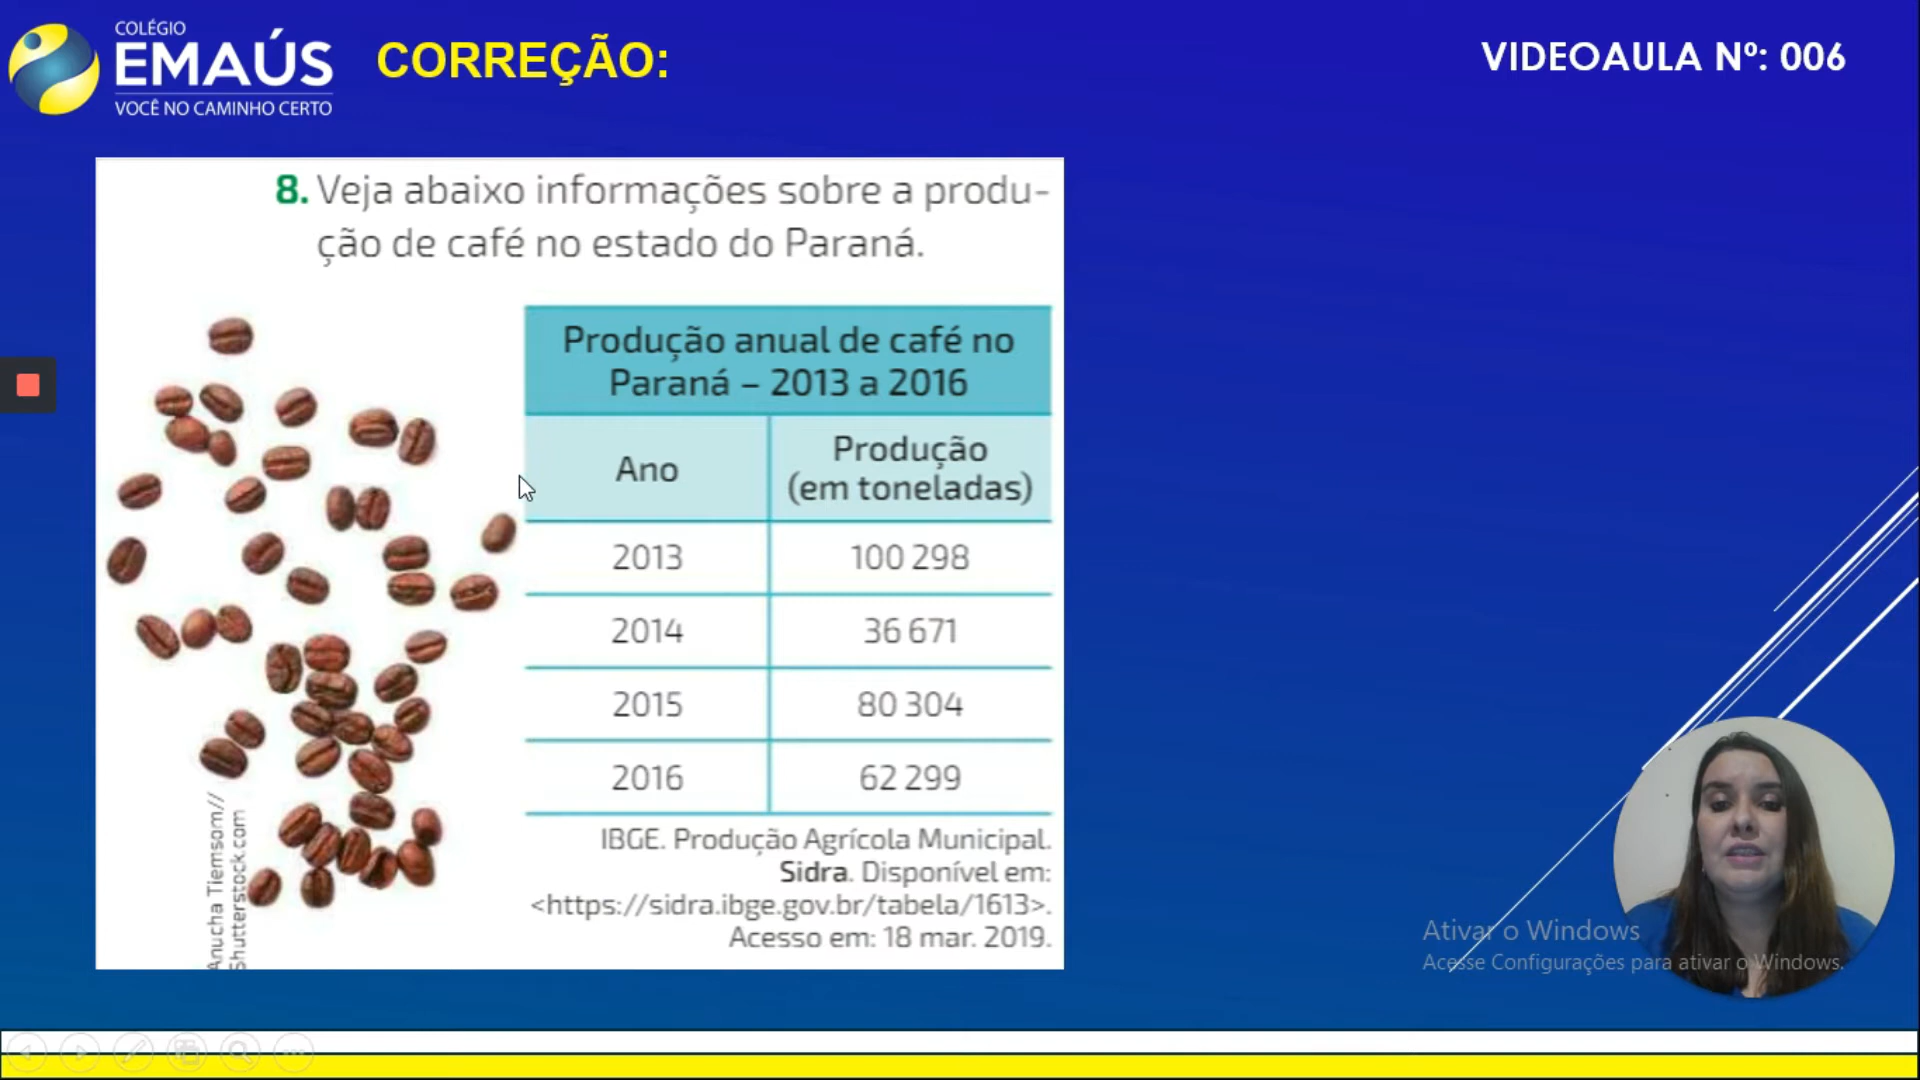 COLÉGIO
EMAÚS
VOCÊ NO CAMINHO CERTO
CORREÇÃO:
VIDEOAULA Nº: 006
8. Veja abaixo informações sobre a produ-
ção de café no estado do Paraná.
Produção anual de café no
Paraná – 2013 a 2016
Ano
Produção
(em toneladas)
2013 100 298
2014 36 671
2015 80 304
2016 62 299
IBGE. Produção Agrícola Municipal.
Sidra. Disponível em:
<https://sidra.ibge.gov.br/tabela/1613>.
Acesso em: 18 mar. 2019.
Anucha Tiemsom//
Shutterstock.com
Ativar o Windows
Acesse Configurações para ativar o Windows.